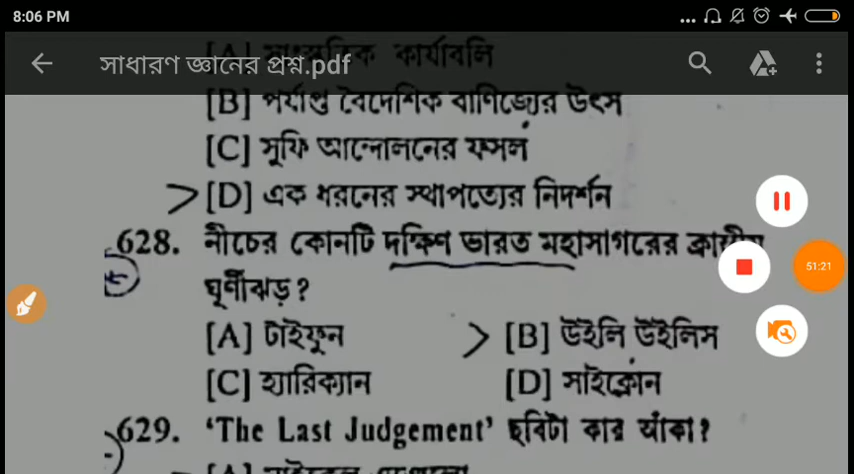 8:06 PM
সাধারণ জ্ঞানের প্রশ্ন.pdf
[A] সাংস্কৃতিক কার্যাবলি
[B] পর্যাপ্ত বৈদেশিক বাণিজ্যের উৎস
[C] সুফি আন্দোলনের ফসল
[D] এক ধরনের স্থাপত্যের নিদর্শন
628. নীচের কোনটি দক্ষিণ ভারত মহাসাগরের
51:21
ঘূর্ণীঝড় ?
[A] টাইফুন [B] উইলি উইলিস
[C] হ্যারিক্যান [D] সাইক্লোন
629. 'The Last Judgement' ছবিটা কার আঁকা ?